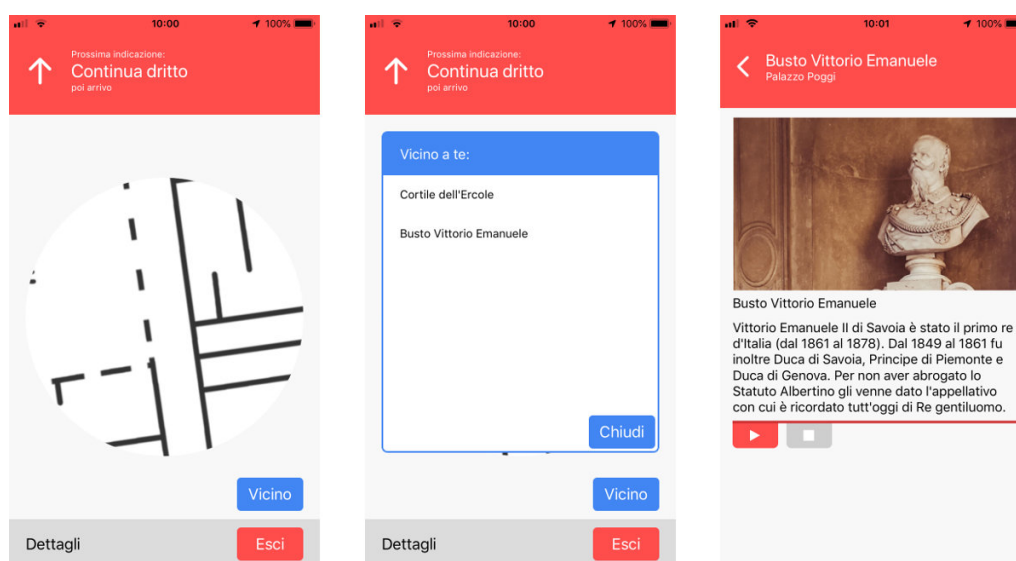 10:00
100%
Prossima indicazione:
Continua dritto
poi arrivo
Vicino
Dettagli
Esci
10:00
100%
Prossima indicazione:
Continua dritto
poi arrivo
Vicino a te:
Cortile dell'Ercole
Busto Vittorio Emanuele
Chiudi
Vicino
Dettagli
Esci
10:01
100%
Busto Vittorio Emanuele
Palazzo Poggi
Busto Vittorio Emanuele
Vittorio Emanuele II di Savoia è stato il primo re
d'Italia (dal 1861 al 1878). Dal 1849 al 1861 fu
inoltre Duca di Savoia, Principe di Piemonte e
Duca di Genova. Per non aver abrogato lo
Statuto Albertino gli venne dato l'appellativo
con cui è ricordato tutt'oggi di Re gentiluomo.